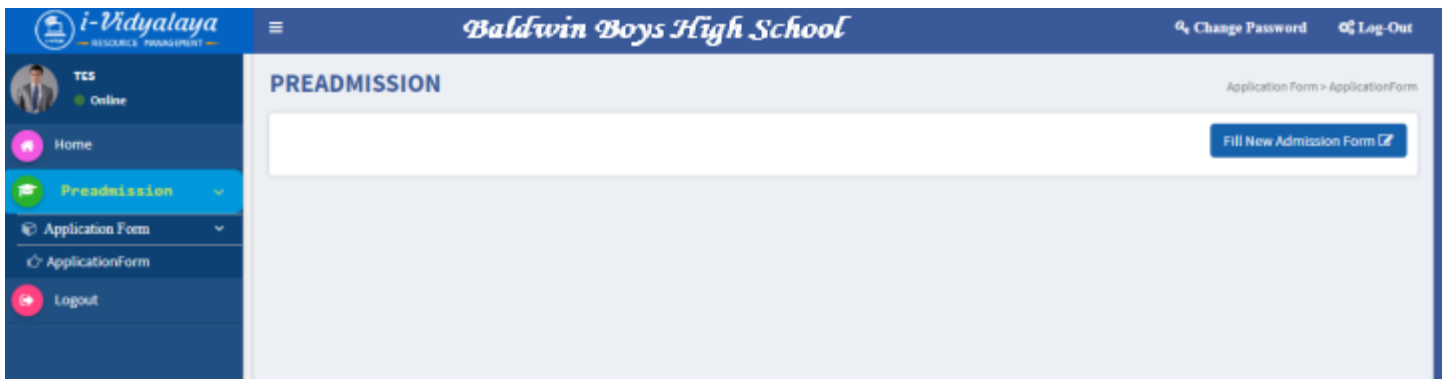 i-Vidyalaya
RESOURCE MANAGEMENT
Baldwin Boys High School
Change Password
Log-Out
TES
Online
Home
Preadmission
Application Form
ApplicationForm
Logout
PREADMISSION
Application Form > ApplicationForm
Fill New Admission Form